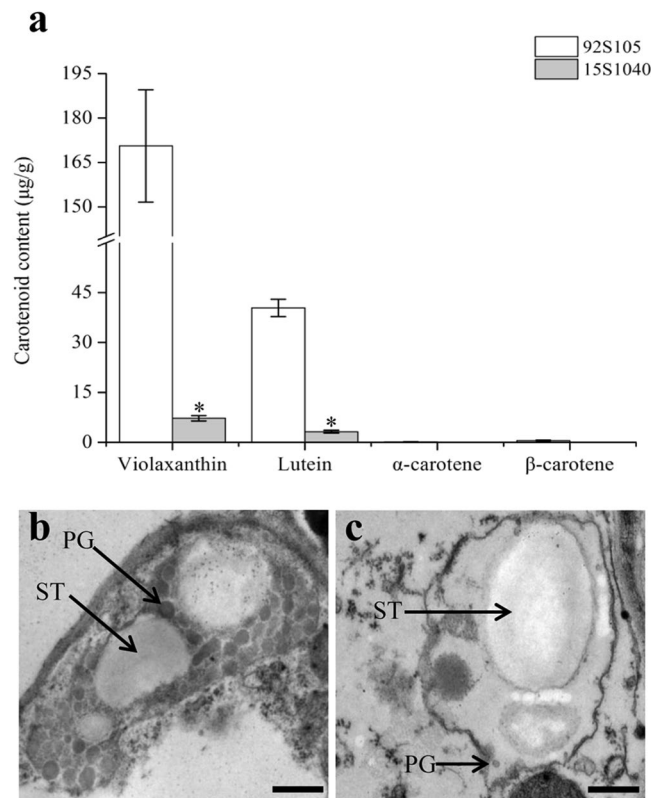 a
92S105
15S1040
Carotenoid content (μg/g)
195
180
165
150
45
30
15
0
*
*
Violaxanthin
Lutein
α-carotene
β-carotene
b
PG
ST
c
ST
PG